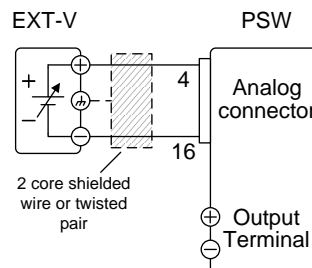 EXT-V
PSW
4
Analog
connector
16
2 core shielded
wire or twisted
pair
Output
Terminal